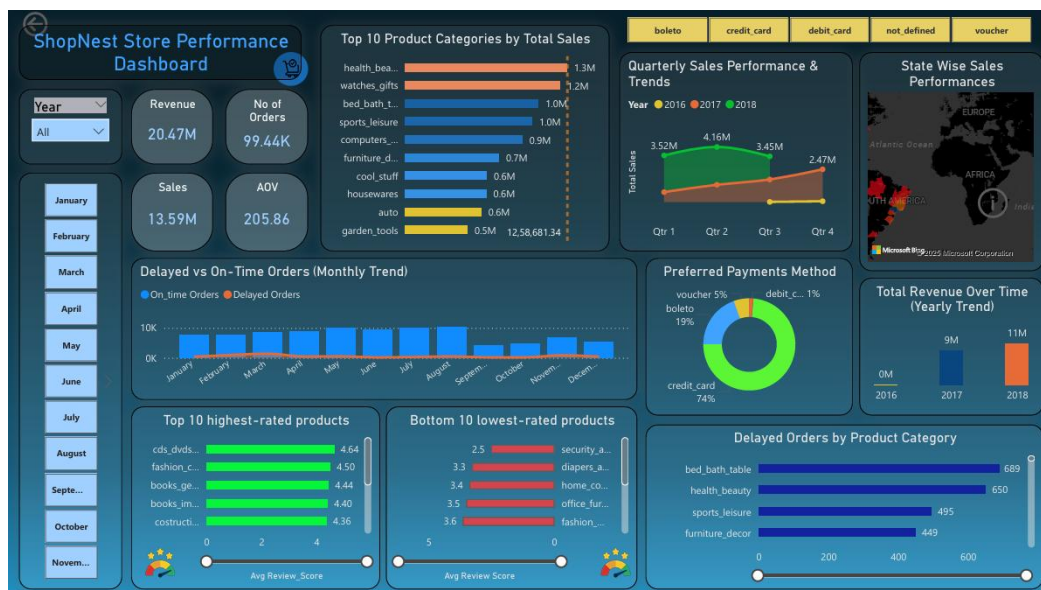 ShopNest Store Performance
Dashboard
Year
All
Revenue
20.47M
No of
Orders
99.44K
Sales
13.59M
AOV
205.86
January
February
March
April
May
June
July
August
Septe...
October
Novem...
Top 10 Product Categories by Total Sales
health_bea... 1.3M
watches_gifts 1.2M
bed_bath_t... 1.0M
sports_leisure 1.0M
computers_... 0.9M
furniture_d... 0.7M
cool_stuff 0.6M
housewares 0.6M
auto 0.6M
garden_tools 0.5M 12,58,681.34
boleto credit_card debit_card not_defined voucher
Quarterly Sales Performance &
Trends
Year 2016 2017 2018
Total Sales
3.52M 4.16M 3.45M 2.47M
Qtr 1 Qtr 2 Qtr 3 Qtr 4
State Wise Sales
Performances
EUROPE
Atlantic Ocean
AFRICA
UTH AMERICA
India
Microsoft Bing
©2025 Microsoft Corporation
Delayed vs On-Time Orders (Monthly Trend)
On_time Orders Delayed Orders
10K
0K
January February March April May June July August Septem... October Novem... Decem...
Preferred Payments Method
voucher 5% debit_c... 1%
boleto
19%
credit_card
74%
Total Revenue Over Time
(Yearly Trend)
0M 9M 11M
2016 2017 2018
Top 10 highest-rated products
cds_dvds... 4.64
fashion_c... 4.50
books_ge... 4.44
books_im... 4.40
costructi... 4.36
0 2 4
Avg Review_Score
Bottom 10 lowest-rated products
2.5 security_a...
3.3 diapers_a...
3.4 home_co...
3.5 office_fur...
3.6 fashion_...
5 0
Avg Review Score
Delayed Orders by Product Category
bed_bath_table 689
health_beauty 650
sports_leisure 495
furniture_decor 449
0 200 400 600